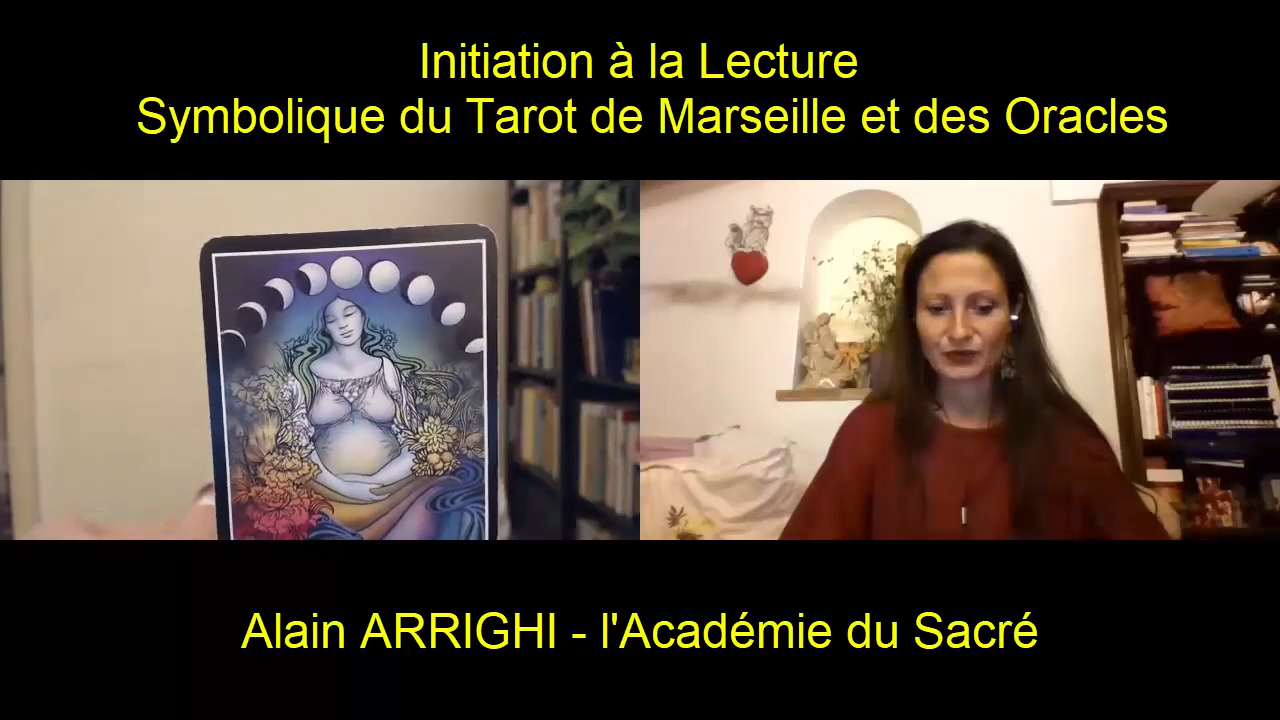 Initiation à la Lecture
Symbolique du Tarot de Marseille et des Oracles
Alain ARRIGHI - l'Académie du Sacré